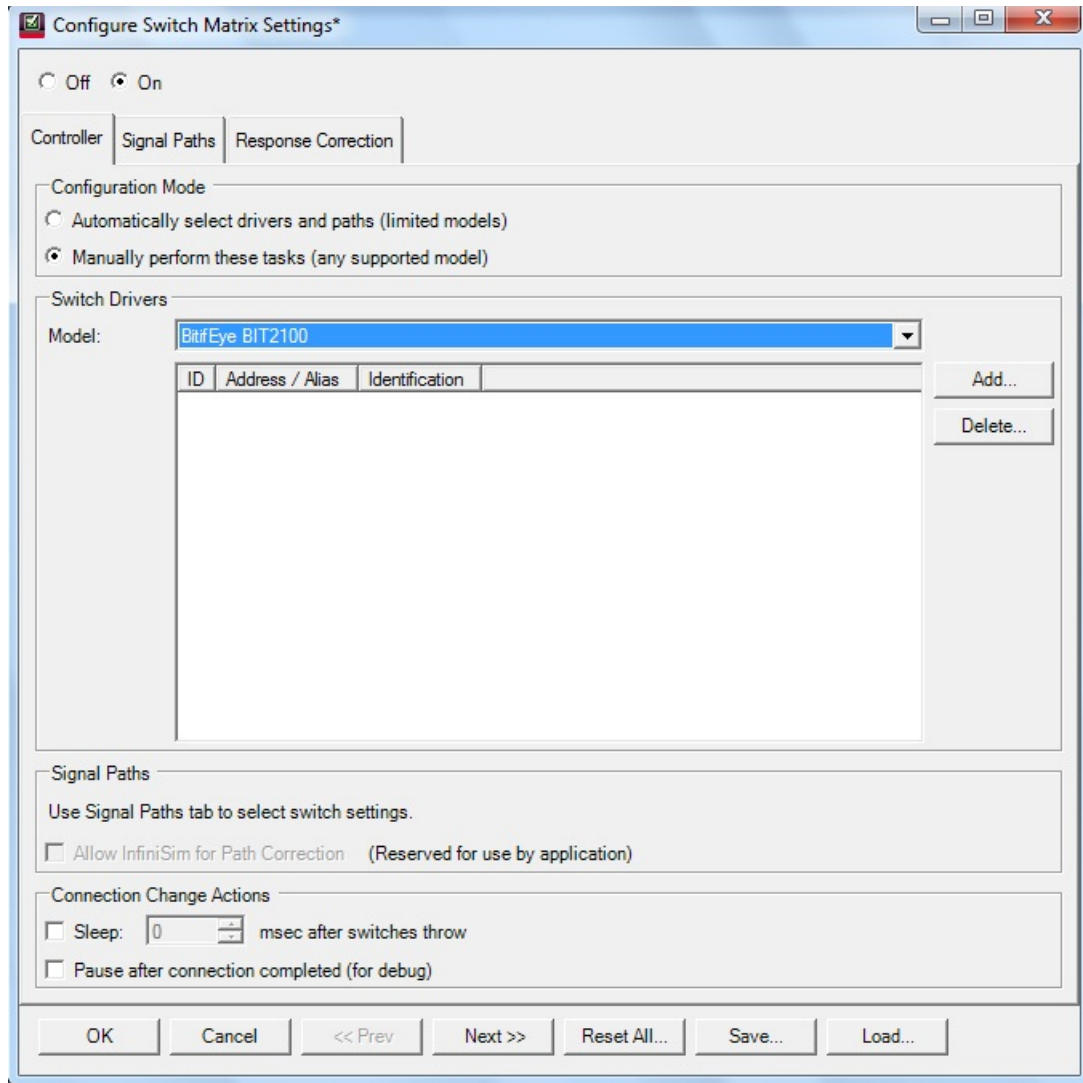 Configure Switch Matrix Settings*
Off On
Controller Signal Paths Response Correction
Configuration Mode
Automatically select drivers and paths (limited models)
Manually perform these tasks (any supported model)
Switch Drivers
Model: BitifEye BIT2100
ID Address / Alias Identification Add...
Delete...
Signal Paths
Use Signal Paths tab to select switch settings.
Allow InfiniSim for Path Correction (Reserved for use by application)
Connection Change Actions
Sleep: 0 msec after switches throw
Pause after connection completed (for debug)
OK Cancel << Prev Next >> Reset All... Save... Load...